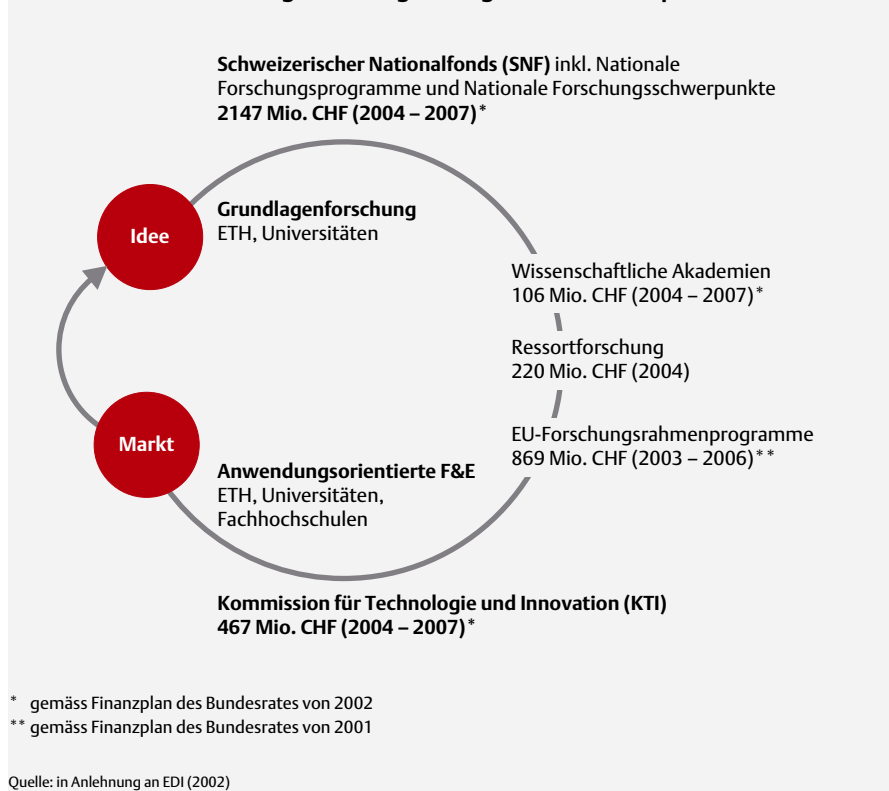 Schweizerischer Nationalfonds (SNF) inkl. Nationale
Forschungsprogramme und Nationale Forschungsschwerpunkte
2147 Mio. CHF (2004 – 2007)*
Idee
Grundlagenforschung
ETH, Universitäten
Wissenschaftliche Akademien
106 Mio. CHF (2004 – 2007)*
Ressortforschung
220 Mio. CHF (2004)
EU-Forschungsrahmenprogramme
869 Mio. CHF (2003 – 2006)**
Markt
Anwendungsorientierte F&E
ETH, Universitäten,
Fachhochschulen
Kommission für Technologie und Innovation (KTI)
467 Mio. CHF (2004 – 2007)*
* gemäss Finanzplan des Bundesrates von 2002
** gemäss Finanzplan des Bundesrates von 2001
Quelle: in Anlehnung an EDI (2002)